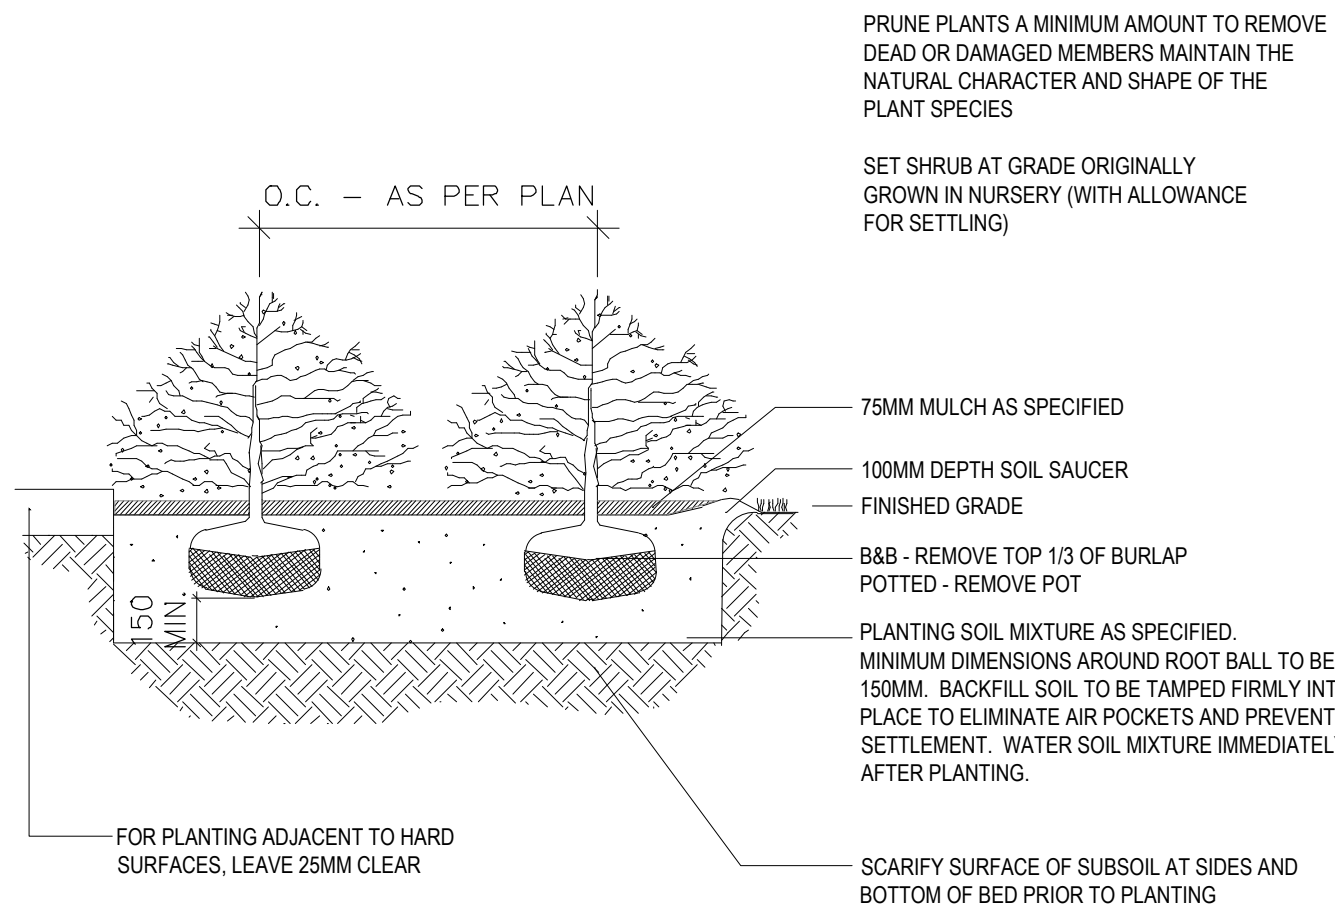 PRUNE PLANTS A MINIMUM AMOUNT TO REMOVE
DEAD OR DAMAGED MEMBERS MAINTAIN THE
NATURAL CHARACTER AND SHAPE OF THE
PLANT SPECIES
SET SHRUB AT GRADE ORIGINALLY
GROWN IN NURSERY (WITH ALLOWANCE
FOR SETTLING)
O.C. - AS PER PLAN
75MM MULCH AS SPECIFIED
100MM DEPTH SOIL SAUCER
FINISHED GRADE
B&B - REMOVE TOP 1/3 OF BURLAP
POTTED - REMOVE POT
150
MIN.
PLANTING SOIL MIXTURE AS SPECIFIED.
MINIMUM DIMENSIONS AROUND ROOT BALL TO BE
150MM. BACKFILL SOIL TO BE TAMPED FIRMLY INT
PLACE TO ELIMINATE AIR POCKETS AND PREVENT
SETTLEMENT. WATER SOIL MIXTURE IMMEDIATEL
AFTER PLANTING.
FOR PLANTING ADJACENT TO HARD
SURFACES, LEAVE 25MM CLEAR
SCARIFY SURFACE OF SUBSOIL AT SIDES AND
BOTTOM OF BED PRIOR TO PLANTING